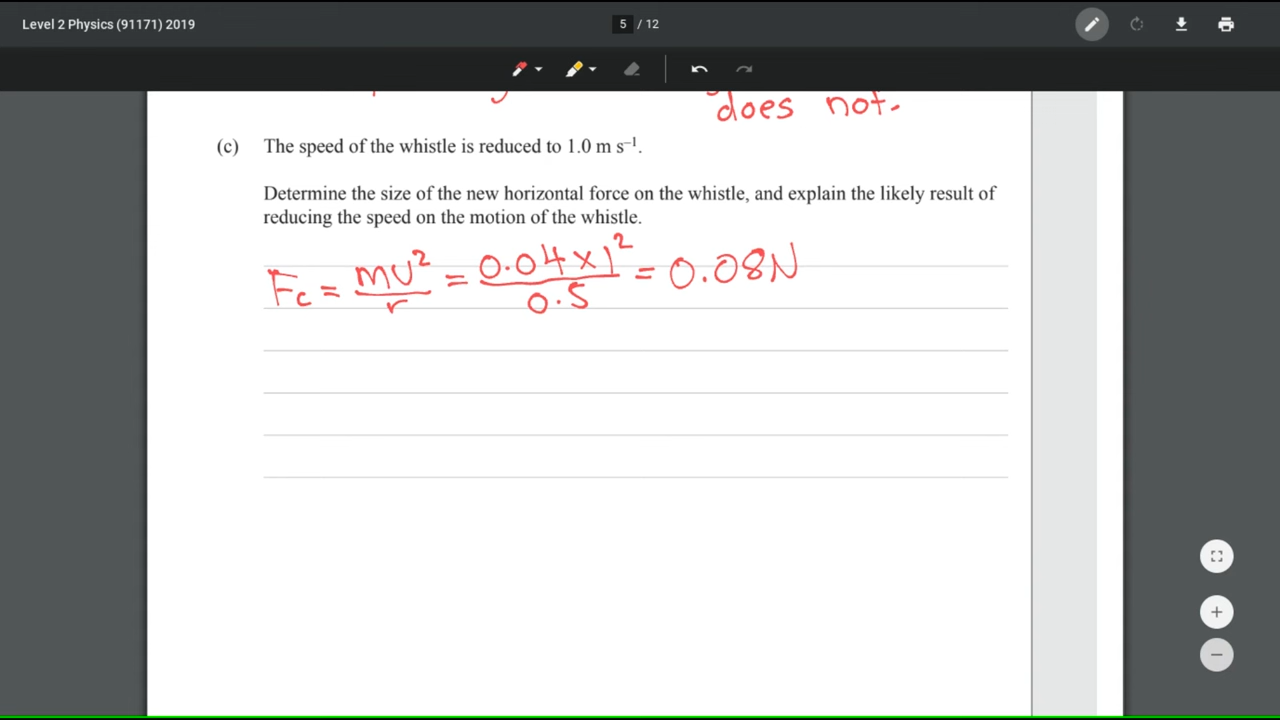 Level 2 Physics (91171) 2019
5 / 12
does not.
(c) The speed of the whistle is reduced to 1.0 m s⁻¹.
Determine the size of the new horizontal force on the whistle, and explain the likely result of
reducing the speed on the motion of the whistle.
Fc = mv²/r = 0.04 × 1²/0.5 = 0.08N